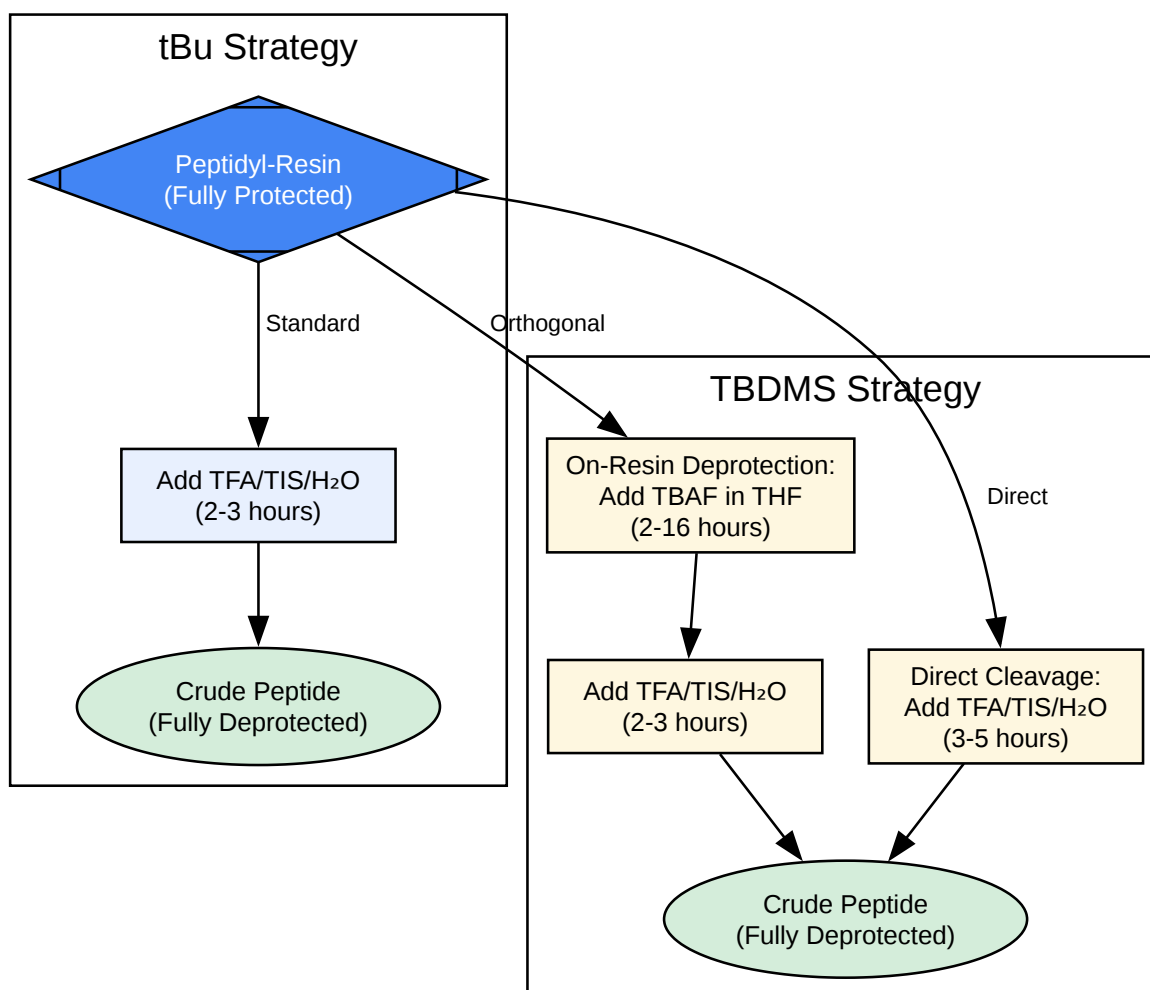 tBu Strategy
Peptidyl-Resin
(Fully Protected)
Standard
Orthogonal
Add TFA/TIS/H₂O
(2-3 hours)
Crude Peptide
(Fully Deprotected)
TBDMS Strategy
On-Resin Deprotection:
Add TBAF in THF
(2-16 hours)
Direct
Add TFA/TIS/H₂O
(2-3 hours)
Direct Cleavage:
Add TFA/TIS/H₂O
(3-5 hours)
Crude Peptide
(Fully Deprotected)